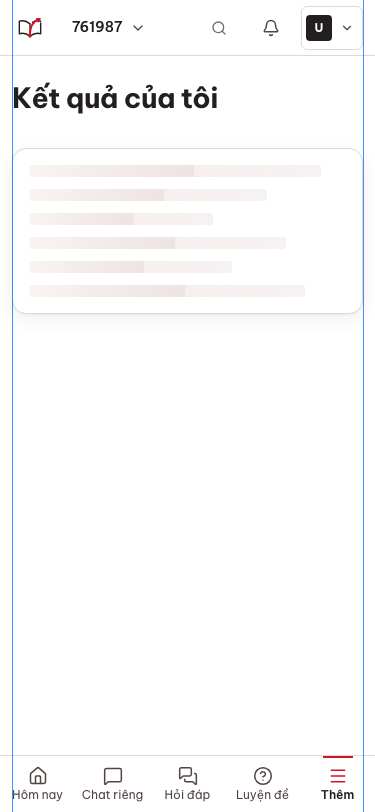 761987
U
Kết quả của tôi
Hôm nay
Chat riêng
Hỏi đáp
Luyện đề
Thêm